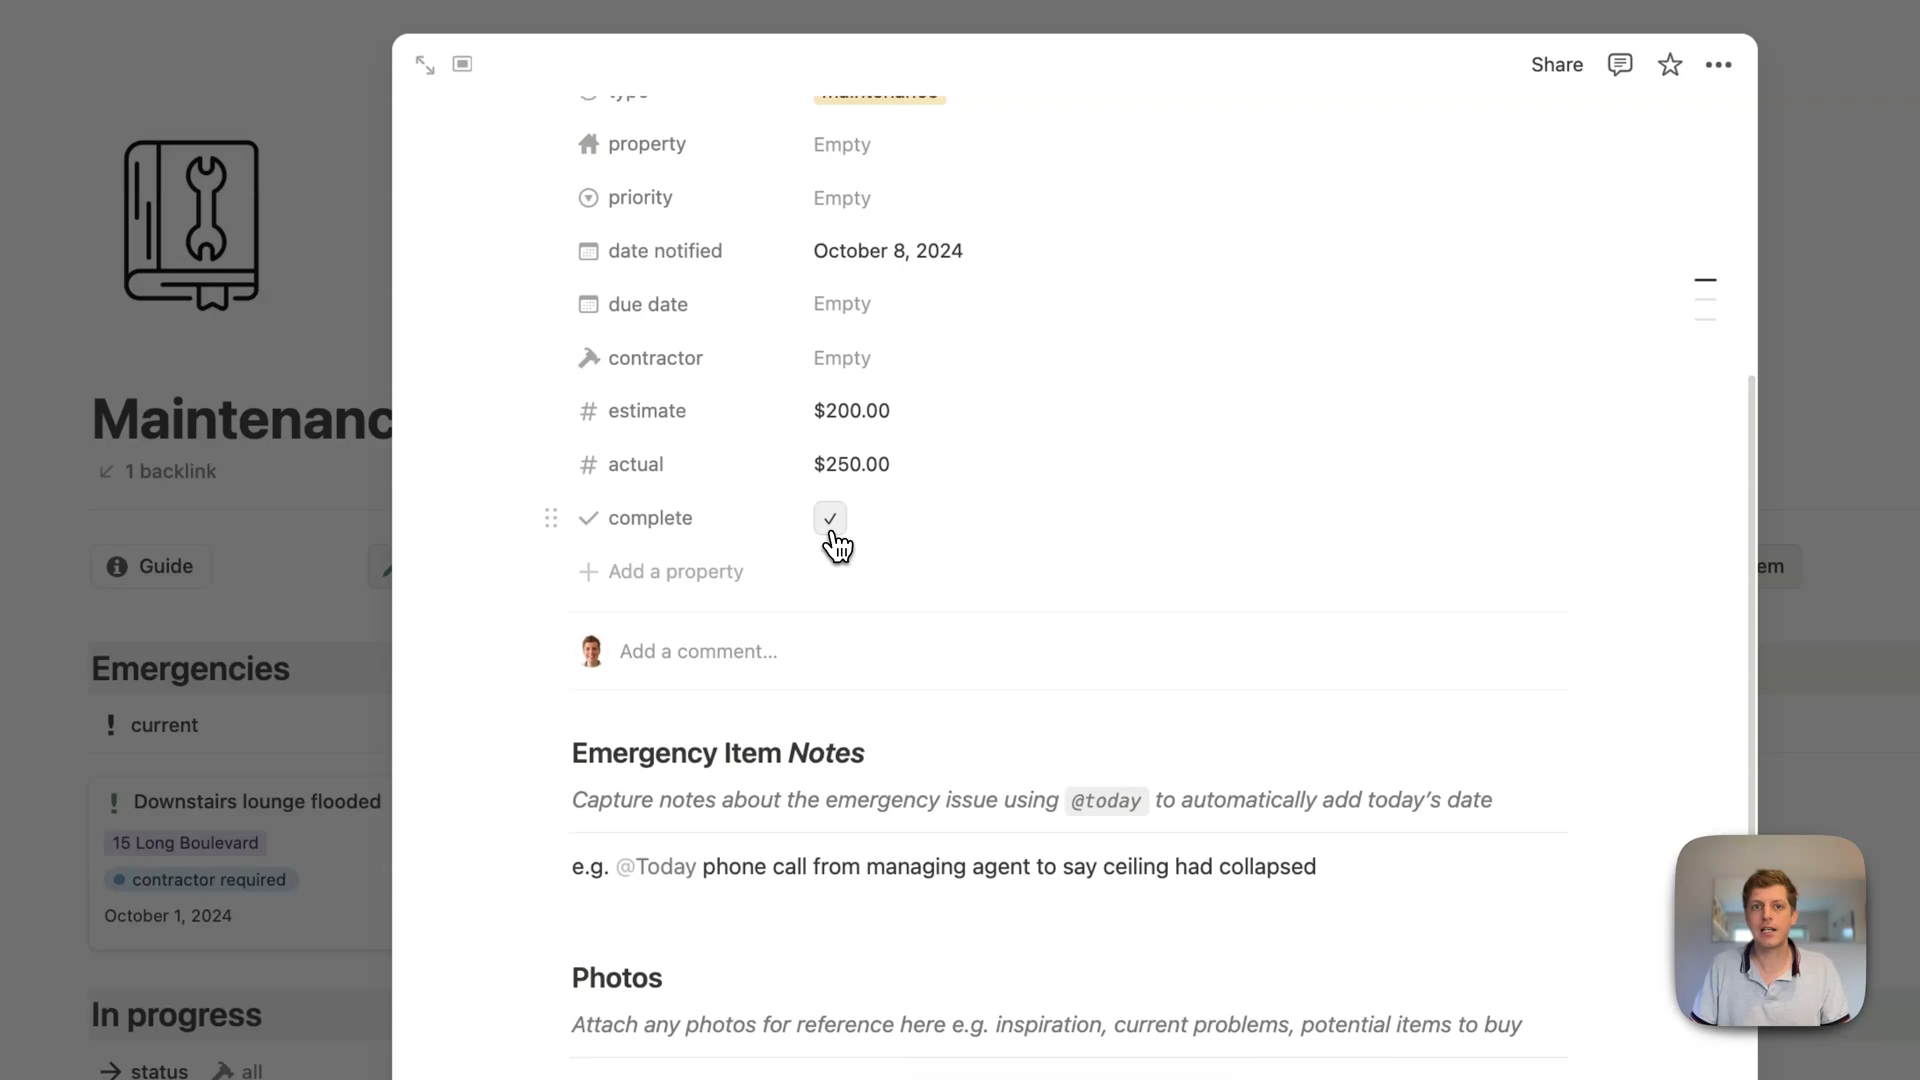 Share
type
maintenance
property Empty
priority Empty
date notified October 8, 2024
due date Empty
contractor Empty
# estimate $200.00
# actual $250.00
complete
Add a property
Add a comment...
Emergency Item Notes
Capture notes about the emergency issue using @today to automatically add today's date
e.g. @Today phone call from managing agent to say ceiling had collapsed
Photos
Attach any photos for reference here e.g. inspiration, current problems, potential items to buy
Maintenanc
1 backlink
Guide
em
Emergencies
current
Downstairs lounge flooded
15 Long Boulevard
contractor required
October 1, 2024
In progress
status all